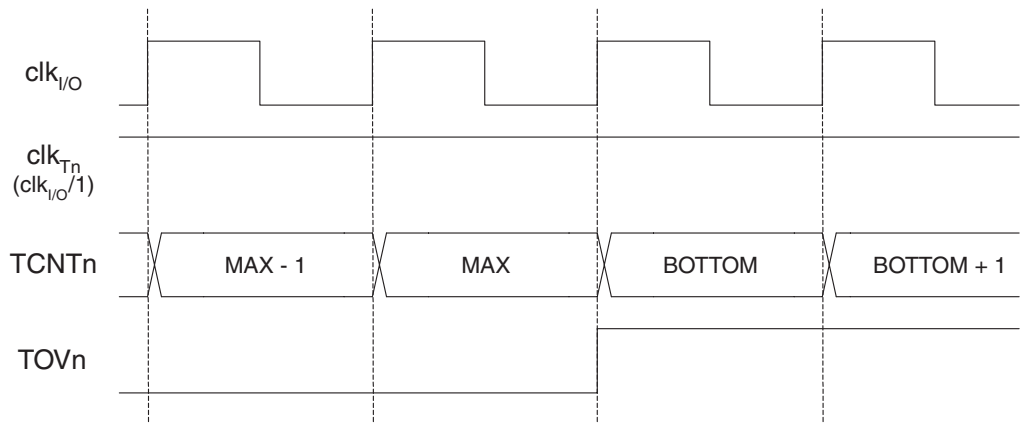 clkI/O
clkTn
(clkI/O/1)
TCNTn
MAX - 1
MAX
BOTTOM
BOTTOM + 1
TOVn